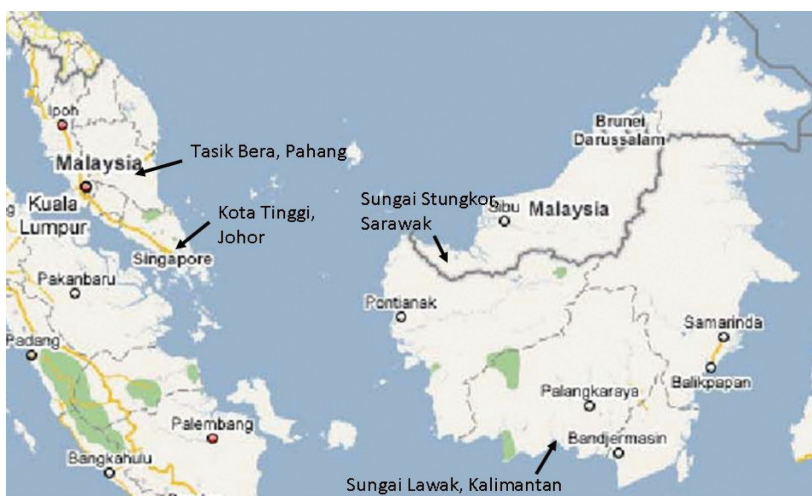 Ipoh
Malaysia
Tasik Bera, Pahang
Kuala
Lumpur
Kota Tinggi,
Johor
Singapore
Pakanbaru
Padang
Palembang
Bangkahulu
Brunei
Darussalam
Sungai Stungkor,
Sarawak
Sibu
Malaysia
Pontianak
Samarinda
Balikpapan
Palangkaraya
Bandjermasin
Sungai Lawak, Kalimantan